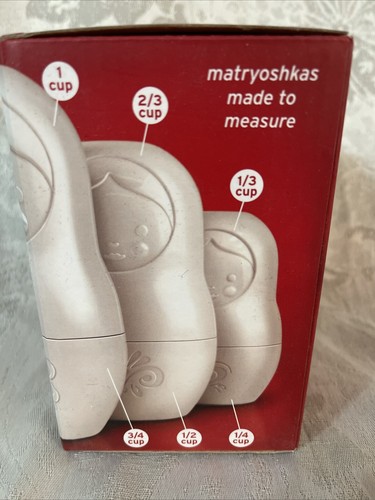 matryoshkas
made to
measure
1
cup
2/3
cup
1/3
cup
3/4
cup
1/2
cup
1/4
cup